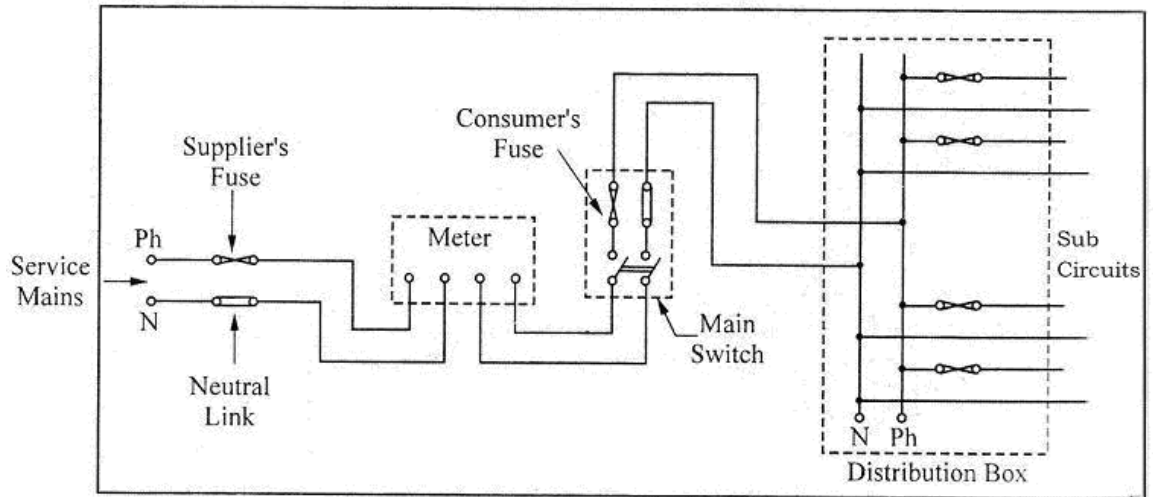 Supplier's
Fuse
Ph
Service
Mains
N
Neutral
Link
Meter
Consumer's
Fuse
Main
Switch
Sub
Circuits
N Ph
Distribution Box